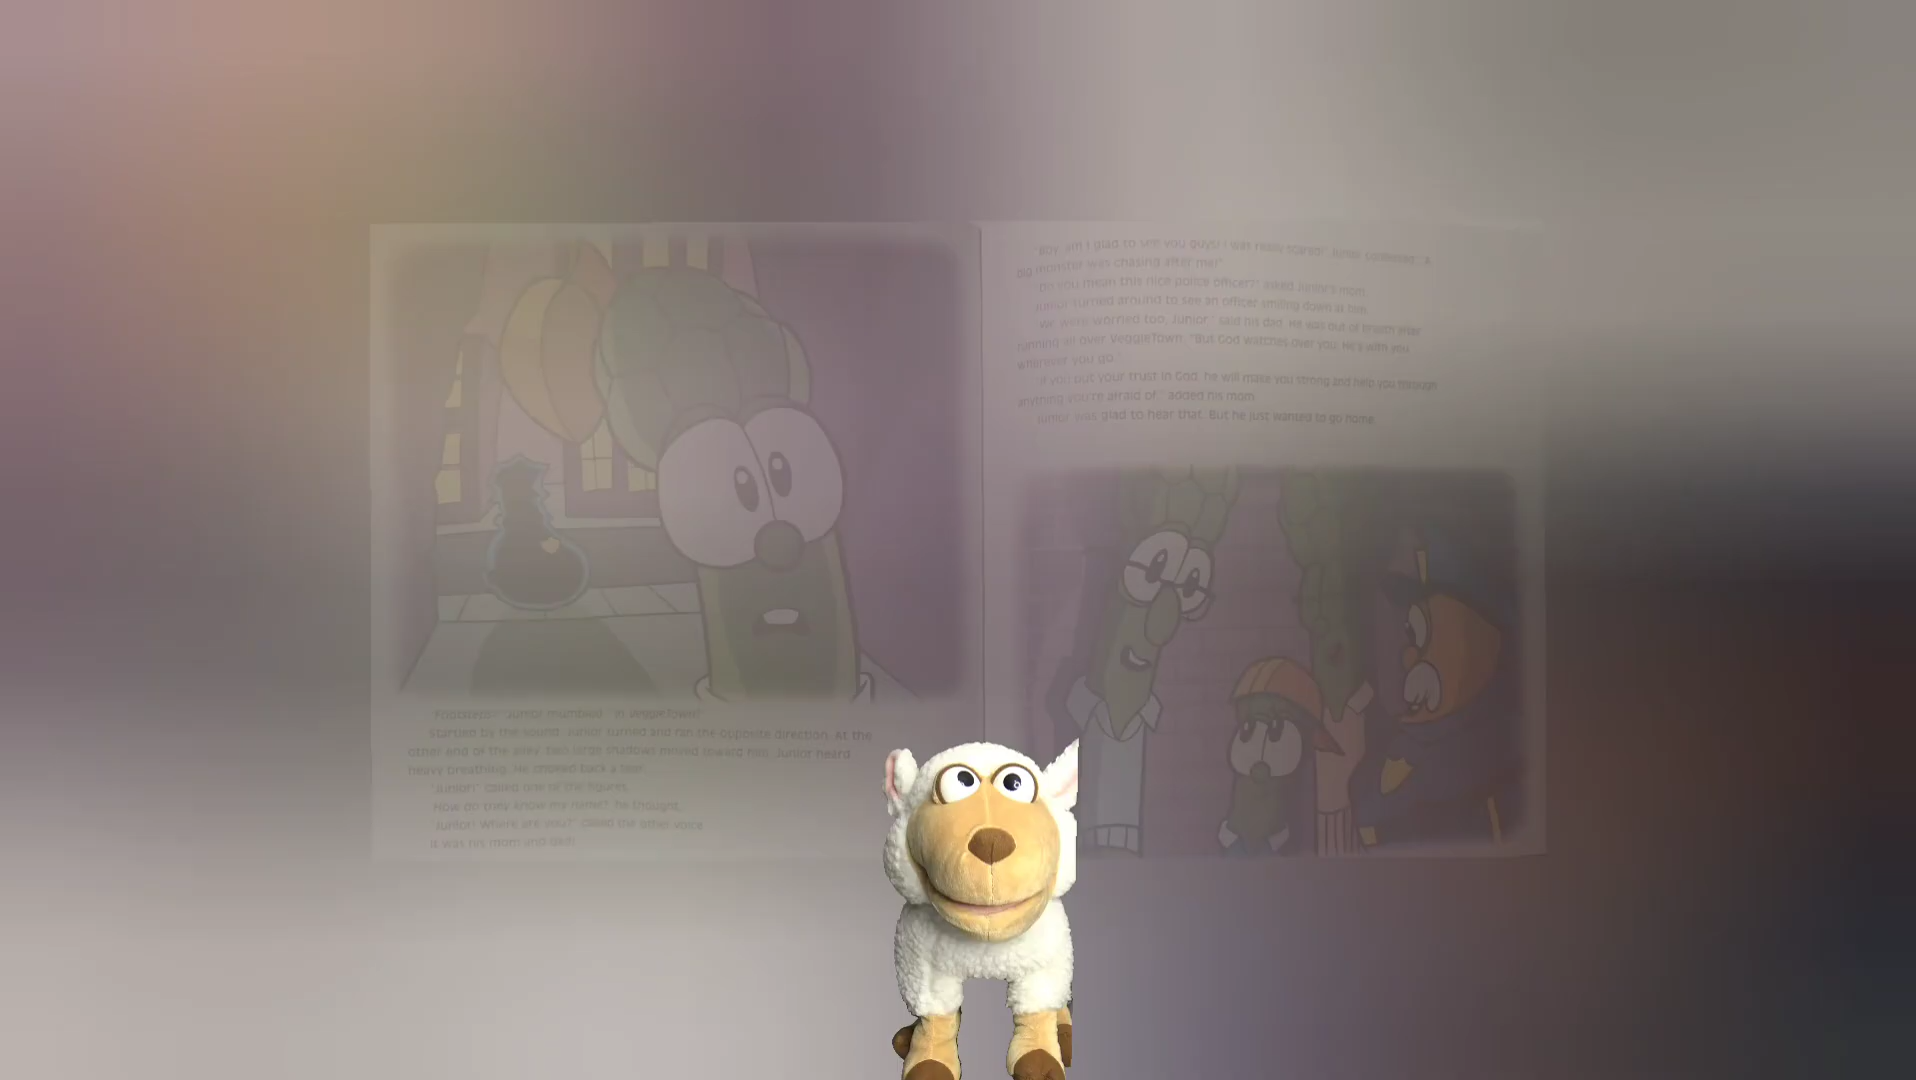 "Footsteps!" Junior mumbled. "In VeggieTown?"
Startled by the sound, Junior turned and ran the opposite direction. At the
other end of the alley, two large shadows moved toward him. Junior heard
heavy breathing. He choked back a tear.
"Junior!" called one of the figures.
How do they know my name? he thought.
"Junior! Where are you?" called the other voice.
It was his mom and dad!
"Boy, am I glad to see you guys! I was really scared!" Junior confessed. "A
big monster was chasing after me!"
"Do you mean this nice police officer?" asked Junior's mom.
Junior turned around to see an officer smiling down at him.
"We were worried too, Junior," said his dad. He was out of breath after
running all over VeggieTown. "But God watches over you. He's with you
wherever you go."
"If you put your trust in God, he will make you strong and help you through
anything you're afraid of," added his mom.
Junior was glad to hear that. But he just wanted to go home.